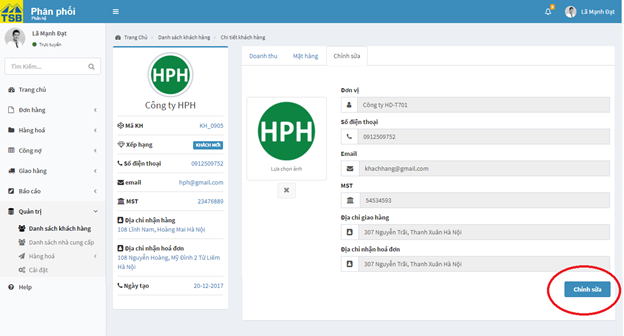 TSB
Phân phối
Phân hệ
8
Lã Mạnh Đạt
Lã Mạnh Đạt
Trực tuyến
Tìm Kiếm...
Trang chủ
Đơn hàng
Hàng hoá
Công nợ
Giao hàng
Báo cáo
Quản trị
Danh sách khách hàng
Danh sách nhà cung cấp
Hàng hoá
Cài đặt
Help
Trang Chủ > Danh sách khách hàng > Chi tiết khách hàng
HPH
Công ty HPH
Mã KH KH_0905
Xếp hạng KHÁCH MỚI
Số điện thoại 0912509752
email hph@gmail.com
MST 23476889
Địa chỉ nhận hàng
108 Lĩnh Nam, Hoàng Mai Hà Nội
Địa chỉ nhận hoá đơn
108 Nguyễn Hoàng, Mỹ Đình 2 Từ Liêm
Hà Nội
Ngày tạo 20-12-2017
Doanh thu Mặt hàng Chỉnh sửa
HPH
Lựa chọn ảnh
Đơn vị
Công ty HD-T701
Số điện thoại
0912509752
Email
khachhang@gmail.com
MST
54534593
Địa chỉ giao hàng
307 Nguyễn Trãi, Thanh Xuân Hà Nội
Địa chỉ nhận hoá đơn
307 Nguyễn Trãi, Thanh Xuân Hà Nội
Chỉnh sửa